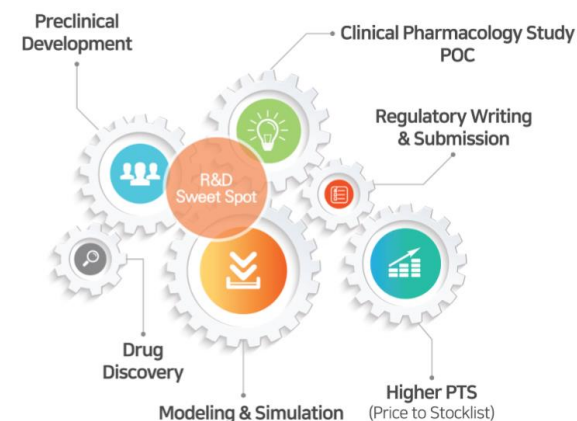 Preclinical
Development
Clinical Pharmacology Study
POC
Regulatory Writing
& Submission
R&D
Sweet Spot
Drug
Discovery
Modeling & Simulation
Higher PTS
(Price to Stocklist)